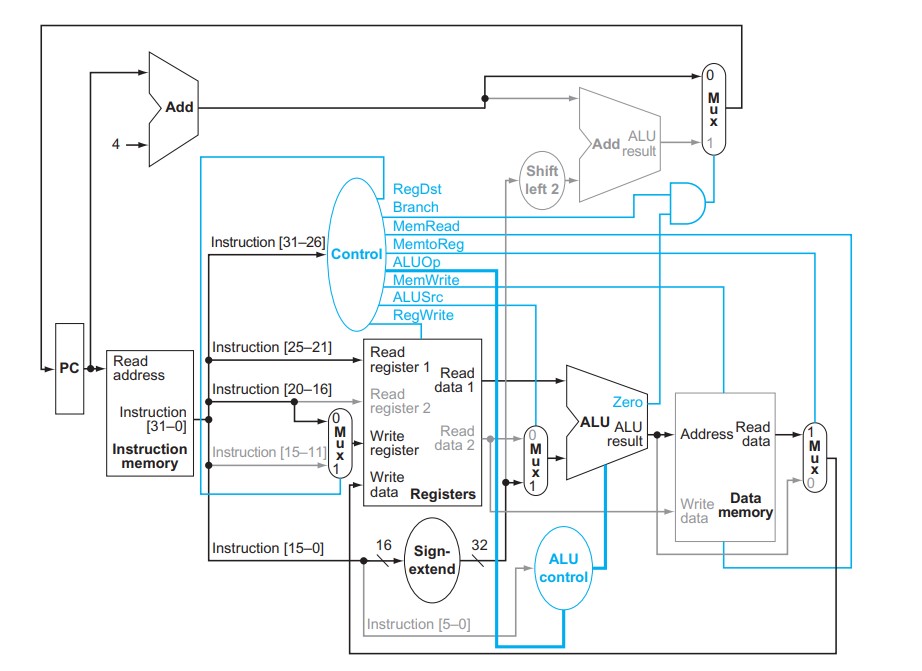 Add
4
0
M
u
x
1
Add ALU
result
Shift
left 2
RegDst
Branch
MemRead
MemtoReg
ALUOp
MemWrite
ALUSrc
RegWrite
Control
Instruction [31–26]
Instruction [25–21]
Instruction [20–16]
Instruction [15–11]
Instruction [15–0]
Instruction [5–0]
PC
Read
address
Instruction
[31–0]
Instruction
memory
0
M
u
x
1
Read
register 1
Read
register 2
Write
register
Write
data
Read
data 1
Read
data 2
Registers
16
Sign-
extend
32
0
M
u
x
1
Zero
ALU
ALU
result
ALU
control
Address
Read
data
Write
data
Data
memory
1
M
u
x
0